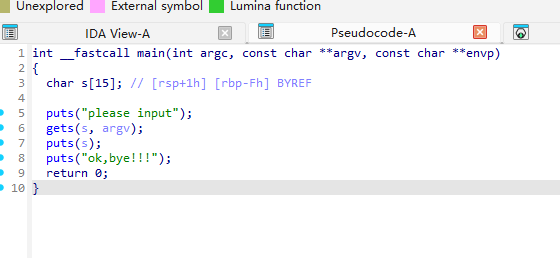 Unexplored External symbol Lumina function
IDA View-A Pseudocode-A
1 int __fastcall main(int argc, const char **argv, const char **envp)
2 {
3 char s[15]; // [rsp+1h] [rbp-Fh] BYREF
4
5 puts("please input");
6 gets(s, argv);
7 puts(s);
8 puts("ok,bye!!!");
9 return 0;
10 }